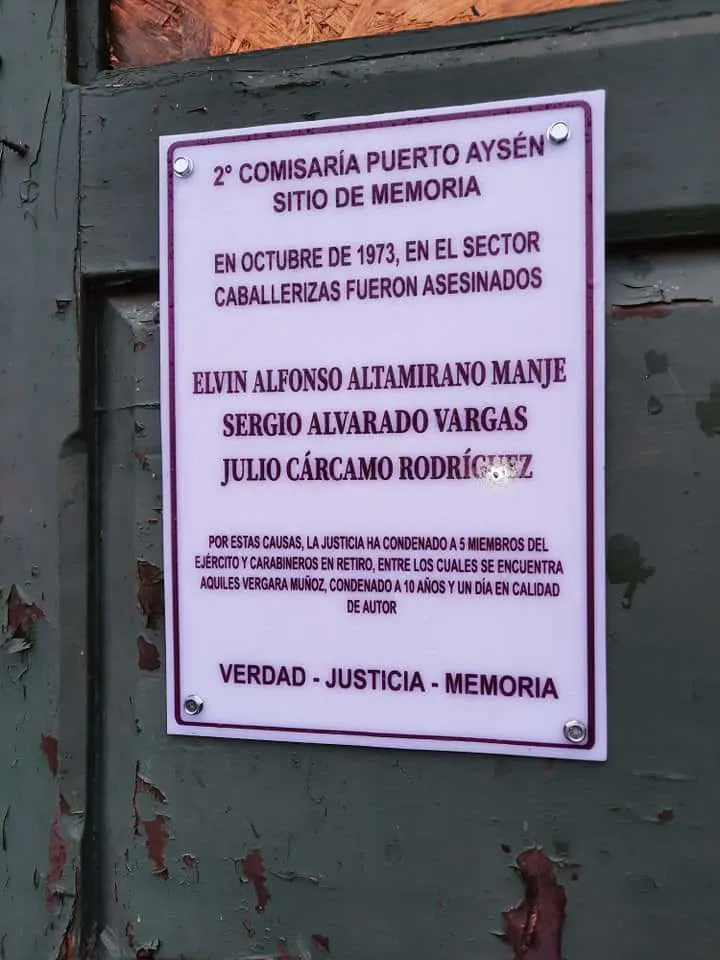 2° COMISARÍA PUERTO AYSÉN
SITIO DE MEMORIA
EN OCTUBRE DE 1973, EN EL SECTOR
CABALLERIZAS FUERON ASESINADOS
ELVIN ALFONSO ALTAMIRANO MANJE
SERGIO ALVARADO VARGAS
JULIO CÁRCAMO RODRÍGUEZ
POR ESTAS CAUSAS, LA JUSTICIA HA CONDENADO A 5 MIEMBROS DEL
EJÉRCITO Y CARABINEROS EN RETIRO, ENTRE LOS CUALES SE ENCUENTRA
AQUILES VERGARA MUÑOZ, CONDENADO A 10 AÑOS Y UN DÍA EN CALIDAD
DE AUTOR
VERDAD - JUSTICIA - MEMORIA